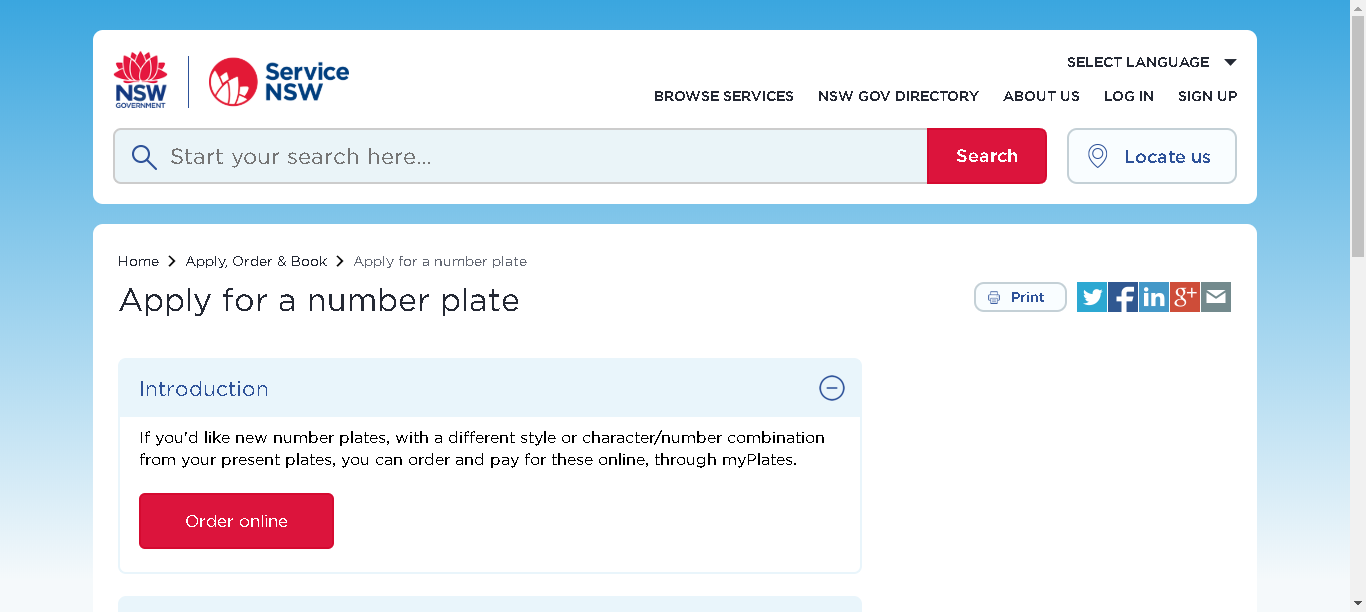 NSW
GOVERNMENT
Service
NSW
SELECT LANGUAGE
BROWSE SERVICES NSW GOV DIRECTORY ABOUT US LOG IN SIGN UP
Start your search here...
Search
Locate us
Home Apply, Order & Book Apply for a number plate
Apply for a number plate
Print
f in g+
Introduction
If you'd like new number plates, with a different style or character/number combination
from your present plates, you can order and pay for these online, through myPlates.
Order online